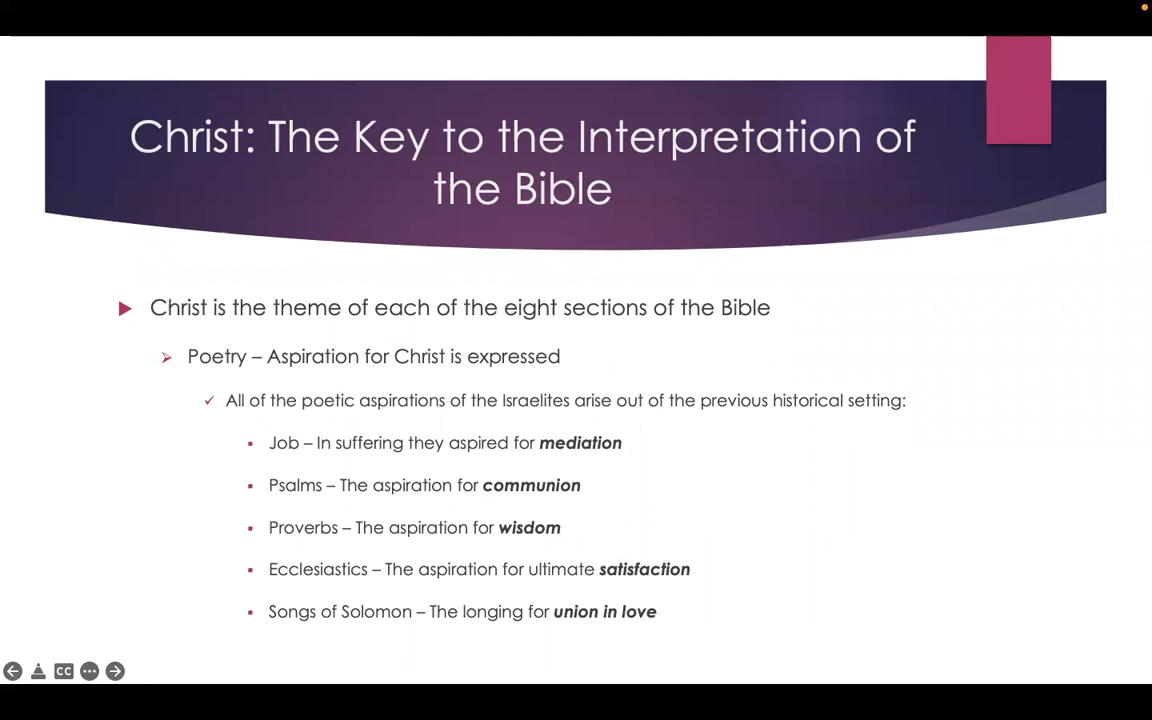 Christ: The Key to the Interpretation of
the Bible
Christ is the theme of each of the eight sections of the Bible
Poetry – Aspiration for Christ is expressed
All of the poetic aspirations of the Israelites arise out of the previous historical setting:
Job – In suffering they aspired for mediation
Psalms – The aspiration for communion
Proverbs – The aspiration for wisdom
Ecclesiastics – The aspiration for ultimate satisfaction
Songs of Solomon – The longing for union in love
CC